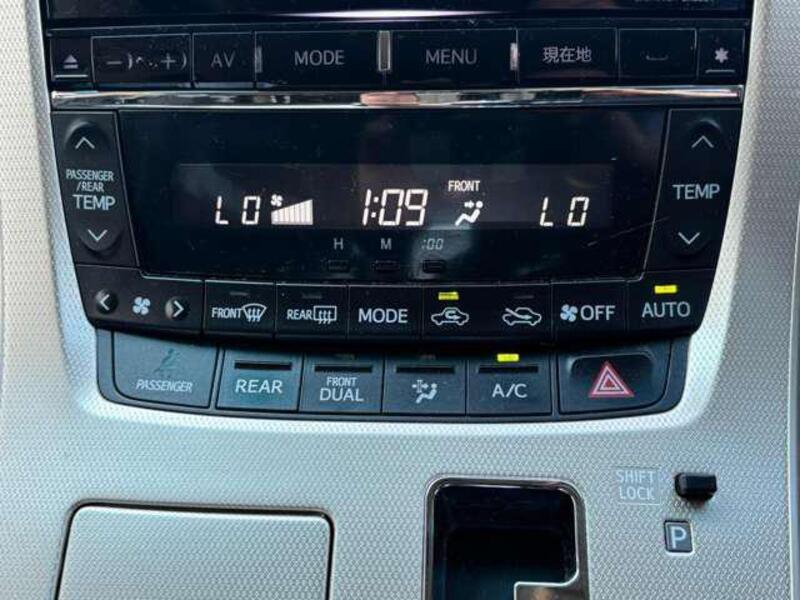 AV MODE MENU 現在地
PASSENGER
/REAR
TEMP
LO 1:09 FRONT LO
TEMP
H M :00
FRONT REAR MODE OFF AUTO
PASSENGER REAR FRONT
DUAL A/C
SHIFT
LOCK
P